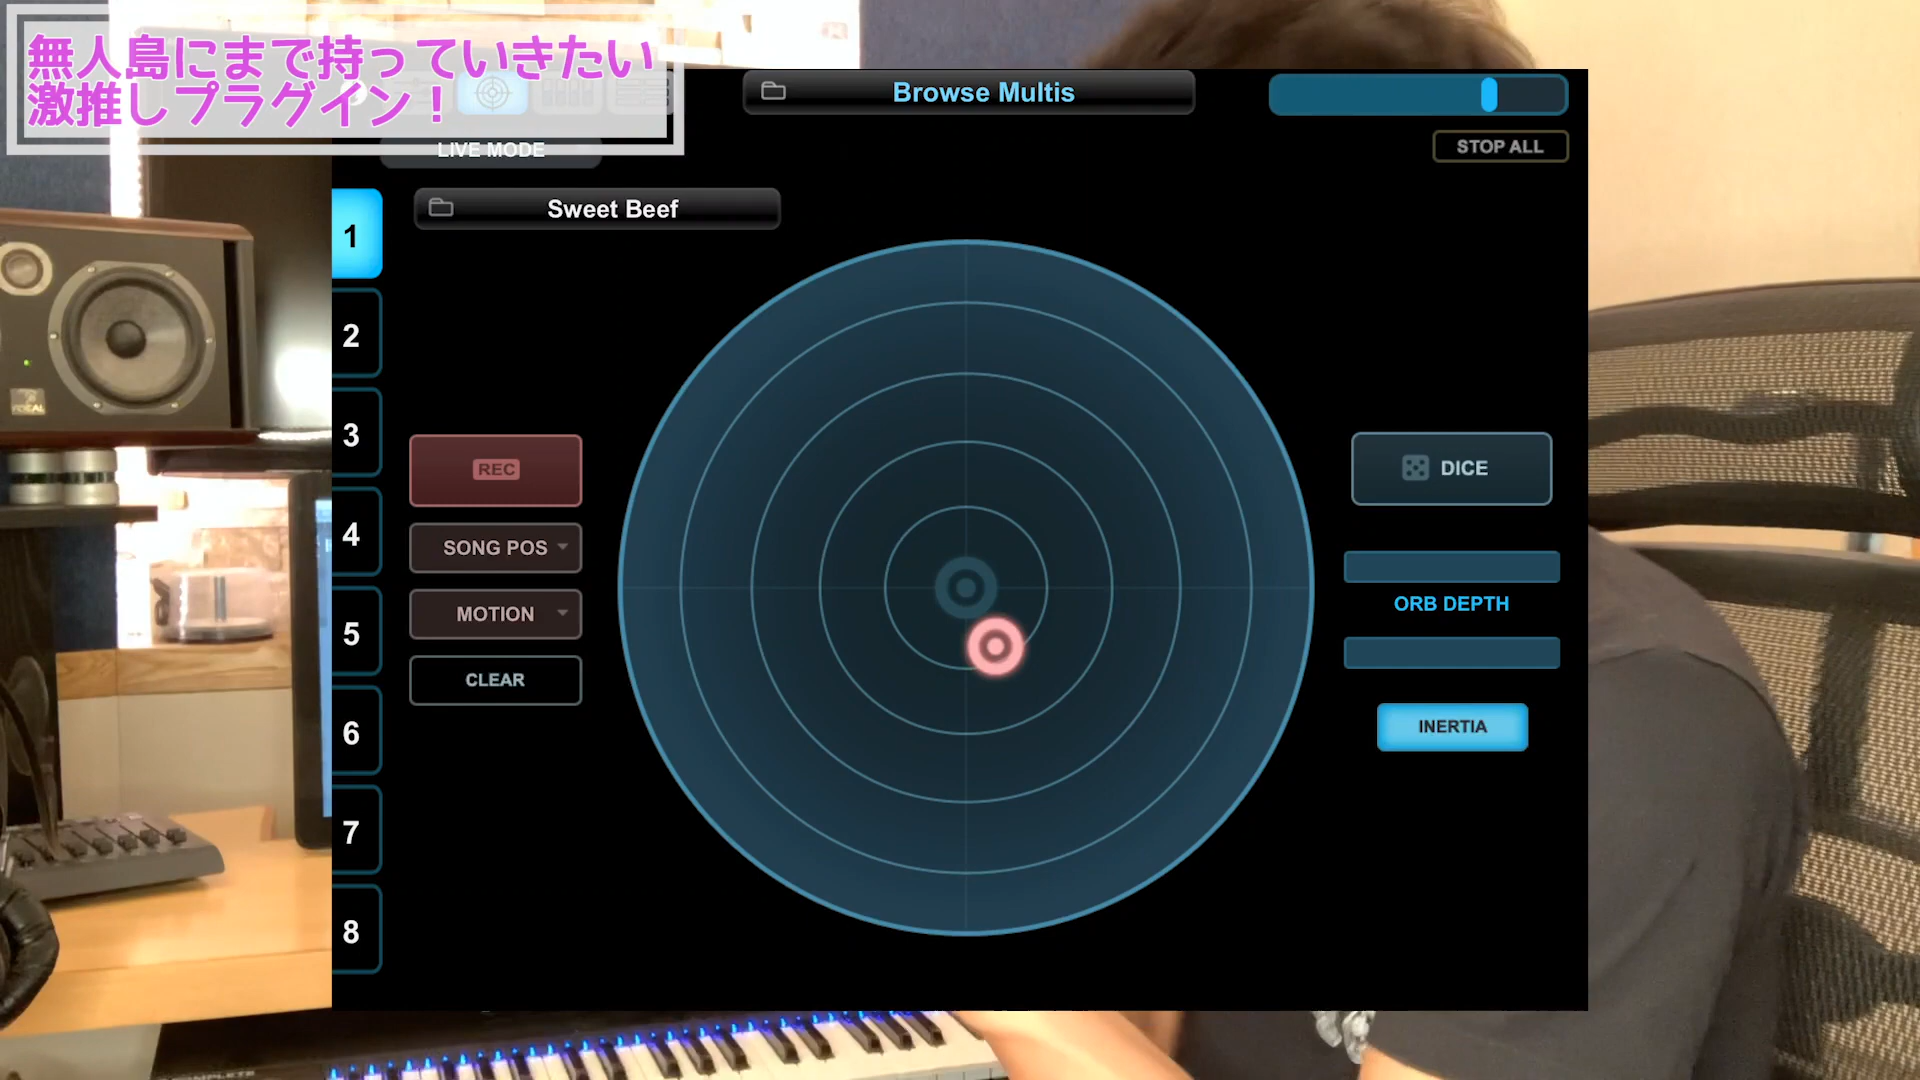 無人島にまで持っていきたい
激推しプラグイン！
Browse Multis
LIVE MODE
STOP ALL
Sweet Beef
1
2
3
4
5
6
7
8
REC
SONG POS
MOTION
CLEAR
DICE
ORB DEPTH
INERTIA
FOCAL